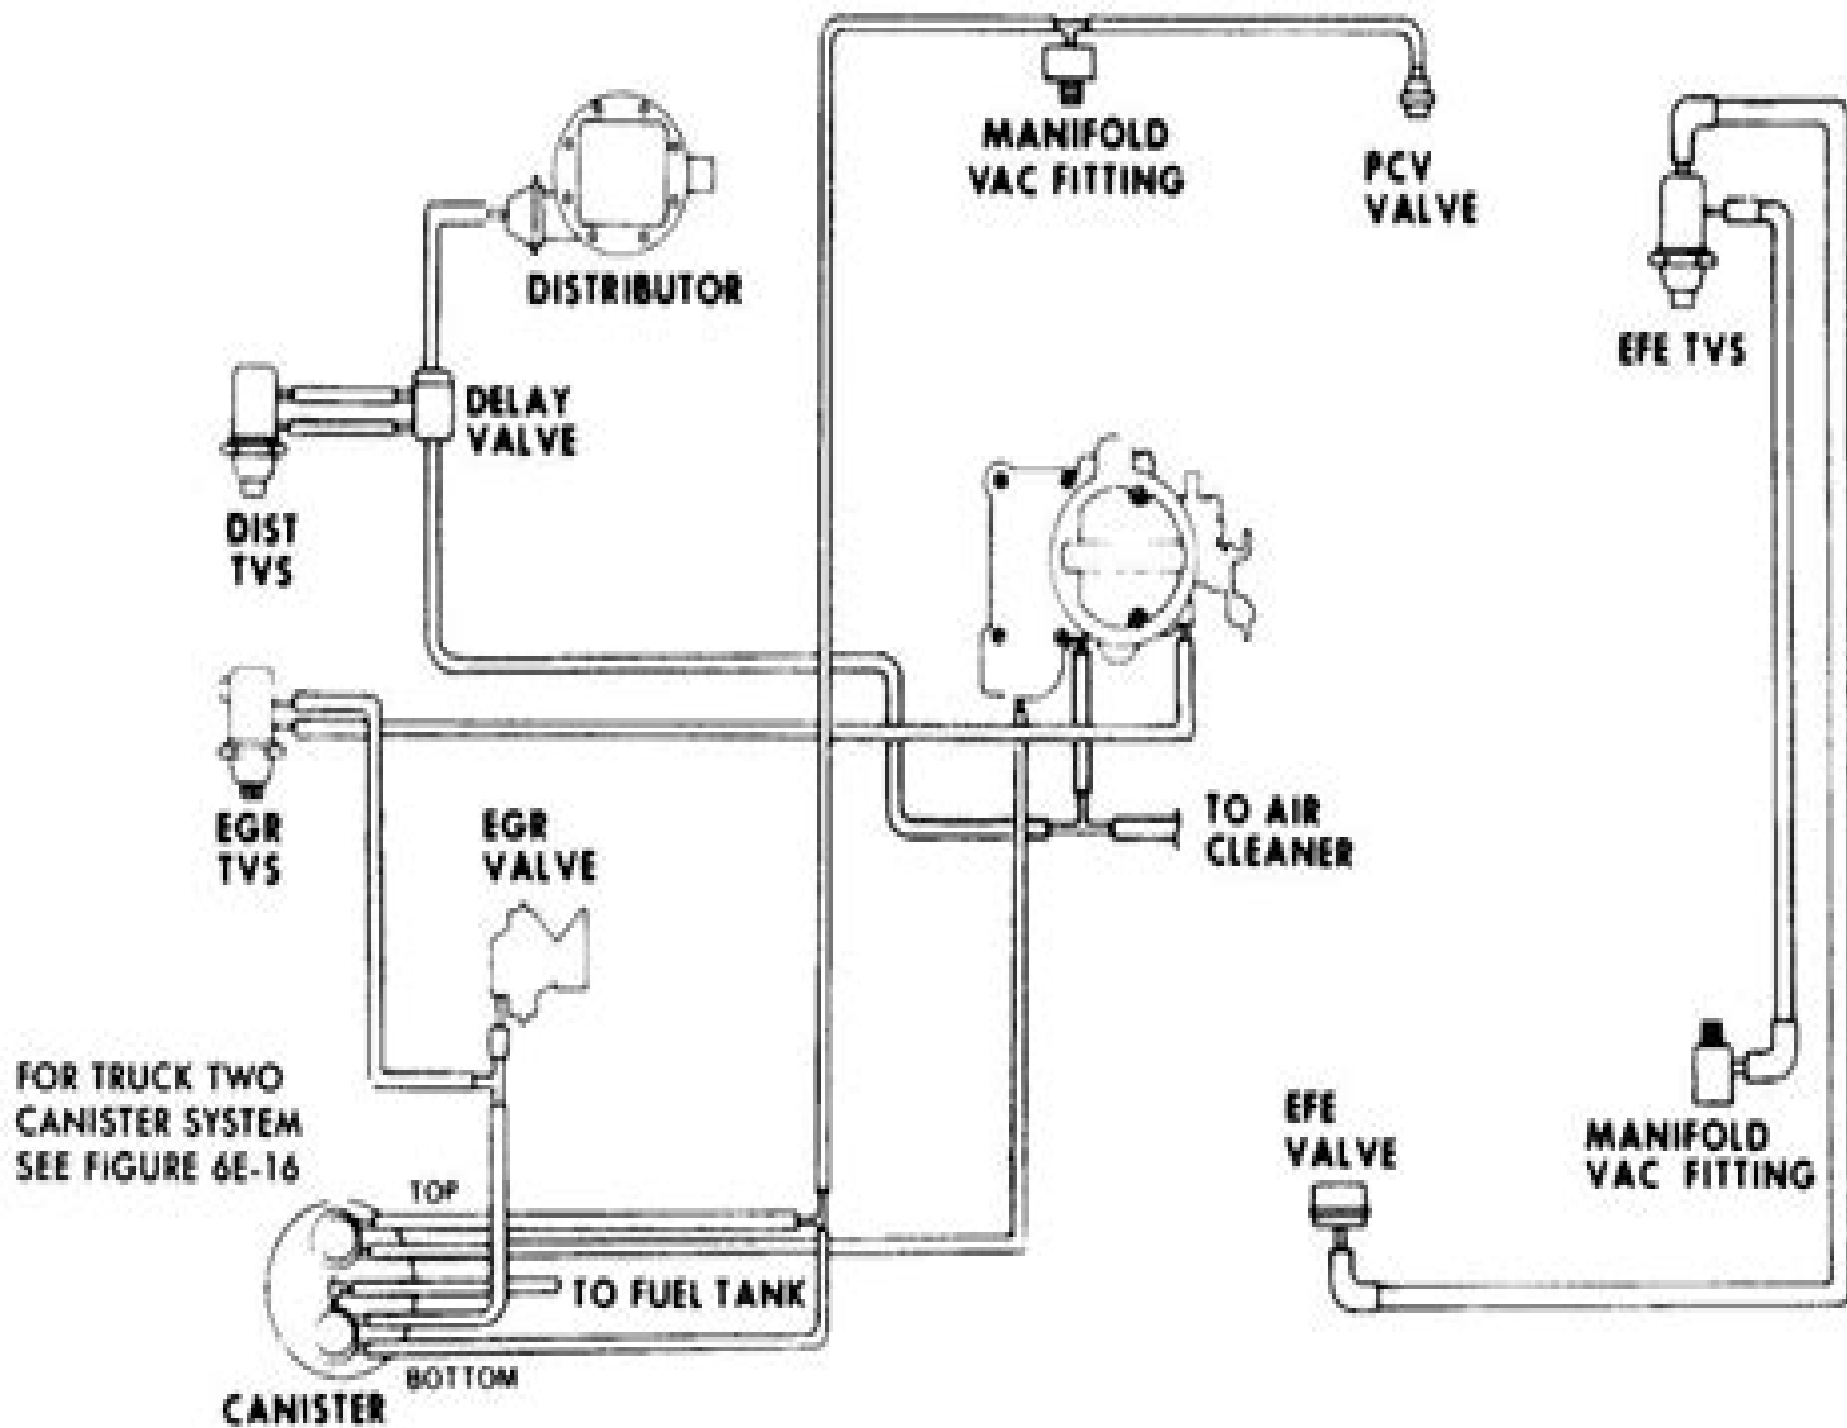 MANIFOLD
VAC FITTING
PCV
VALVE
DISTRIBUTOR
EFE TVS
DELAY
VALVE
DIST
TVS
TO AIR
CLEANER
EGR
TVS
EGR
VALVE
FOR TRUCK TWO
CANISTER SYSTEM
SEE FIGURE 6E-16
EFE
VALVE
MANIFOLD
VAC FITTING
TOP
TO FUEL TANK
BOTTOM
CANISTER